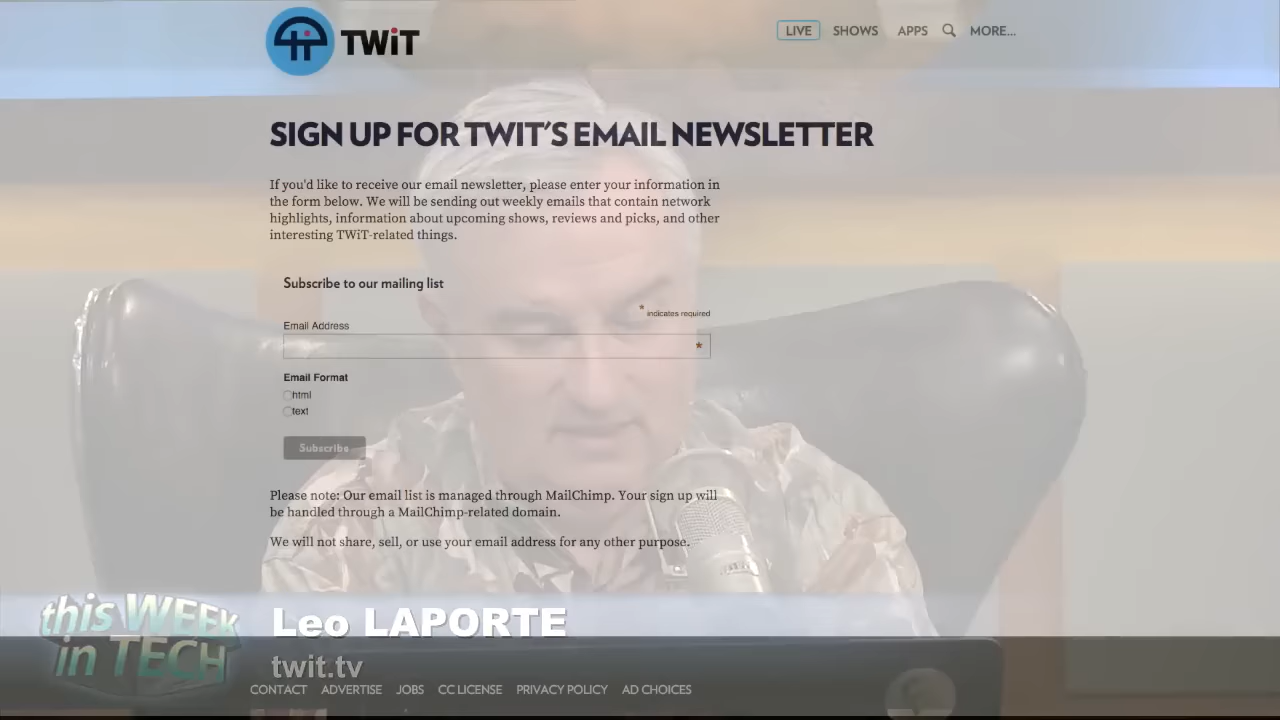 TWiT
LIVE SHOWS APPS MORE...
SIGN UP FOR TWIT'S EMAIL NEWSLETTER
If you'd like to receive our email newsletter, please enter your information in
the form below. We will be sending out weekly emails that contain network
highlights, information about upcoming shows, reviews and picks, and other
interesting TWiT-related things.
Subscribe to our mailing list
* indicates required
Email Address
*
Email Format
html
text
Subscribe
Please note: Our email list is managed through MailChimp. Your sign up will
be handled through a MailChimp-related domain.
We will not share, sell, or use your email address for any other purpose.
this WEEK
in TECH
Leo LAPORTE
twit.tv
CONTACT ADVERTISE JOBS CC LICENSE PRIVACY POLICY AD CHOICES